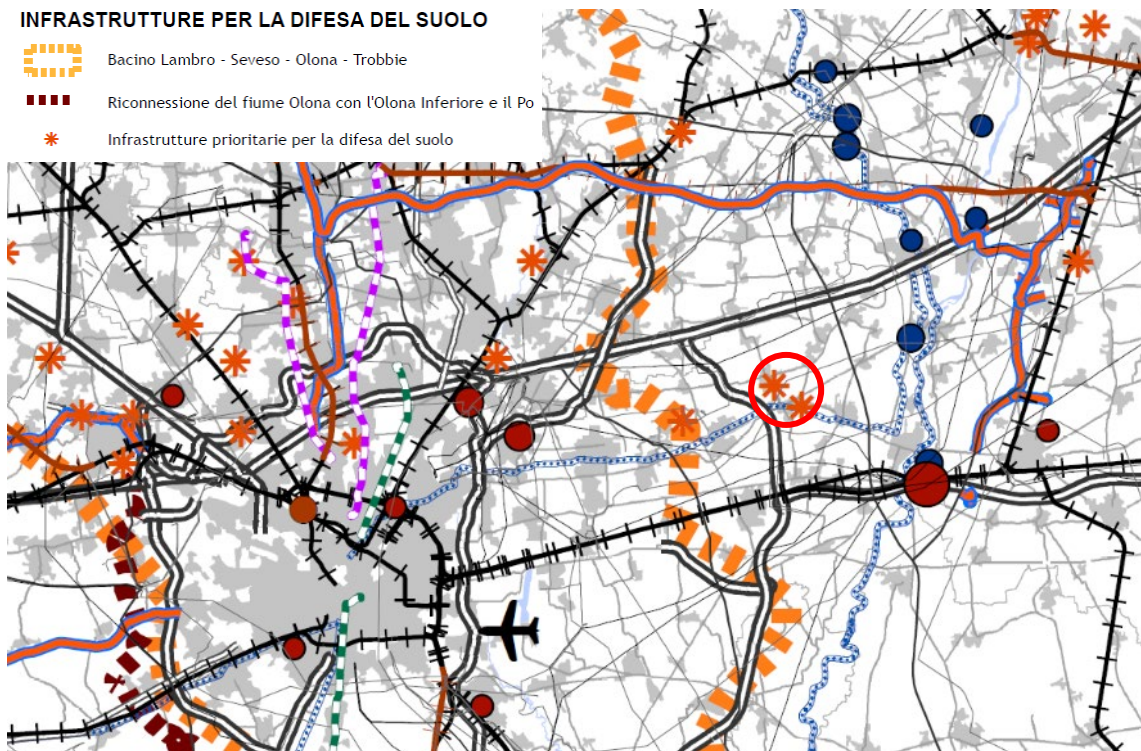 INFRASTRUTTURE PER LA DIFESA DEL SUOLO
Bacino Lambro - Seveso - Olona - Trobbie
Riconnessione del fiume Olona con l'Olona Inferiore e il Po
Infrastrutture prioritarie per la difesa del suolo